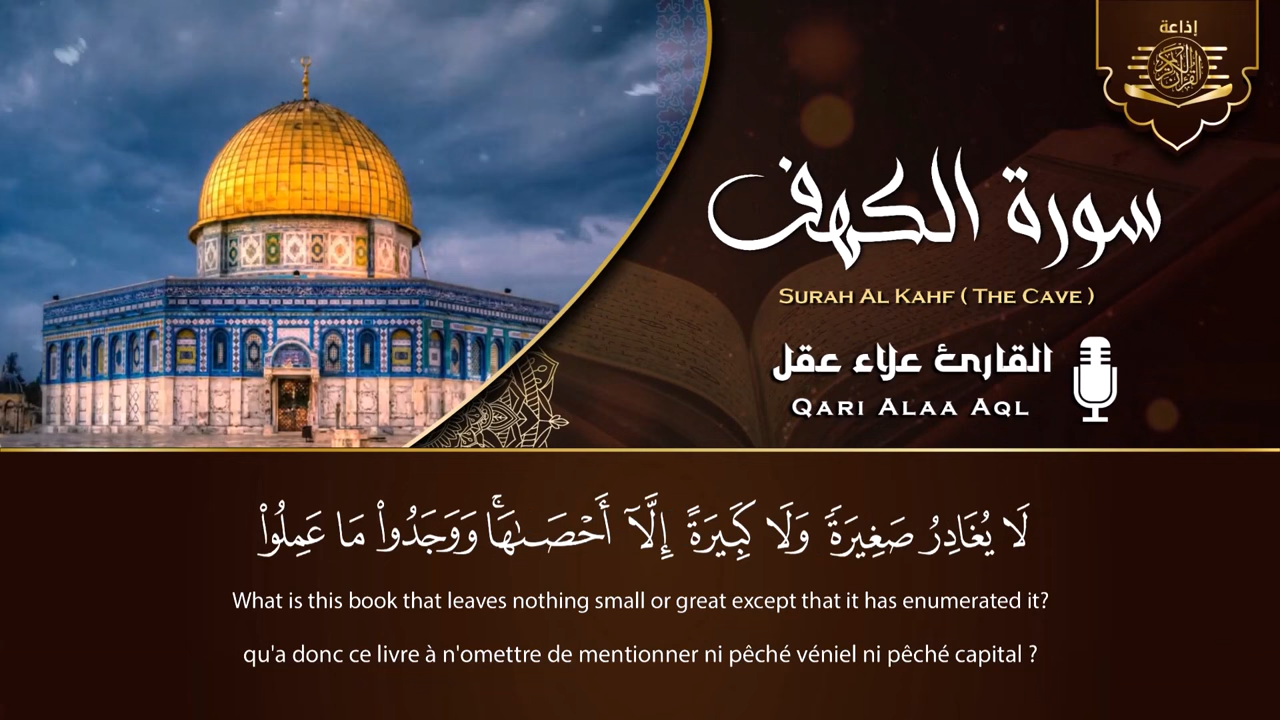 إذاعة
القرآن الكريم
سورة الكهف
SURAH AL KAHF ( THE CAVE )
القارئ علاء عقل
QARI ALAA AQL
لَا يُغَادِرُ صَغِيرَةً وَلَا كَبِيرَةً إِلَّآ أَحْصَىٰهَا ۚ وَوَجَدُوا۟ مَا عَمِلُوا۟
What is this book that leaves nothing small or great except that it has enumerated it?
qu'a donc ce livre à n'omettre de mentionner ni pêché véniel ni pêché capital ?